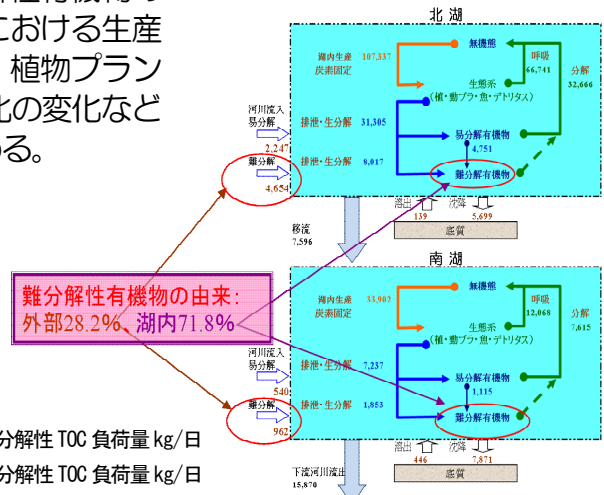 における生産
植物プラン
化の変化など
る。
北 湖
湖内生産 107,337
炭素固定
無機態
呼吸
66,741
分解
32,666
生態系
(植・動プラ・魚・デトリタス)
河川流入
易分解
2,247
排泄・生分解 31,305
易分解有機物
4,751
難分解
4,654
排泄・生分解 8,017
難分解有機物
溶出 沈降
139 5,699
底質
移流
7,596
南 湖
難分解性有機物の由来:
外部28.2%、湖内71.8%
湖内生産 33,902
炭素固定
無機態
呼吸
12,068
分解
7,615
生態系
(植・動プラ・魚・デトリタス)
河川流入
易分解
540
排泄・生分解 7,237
易分解有機物
1,115
難分解
962
排泄・生分解 1,853
難分解有機物
溶出 沈降
446 7,871
底質
下流河川流出
15,870
分解性 TOC 負荷量 kg/日
分解性 TOC 負荷量 kg/日